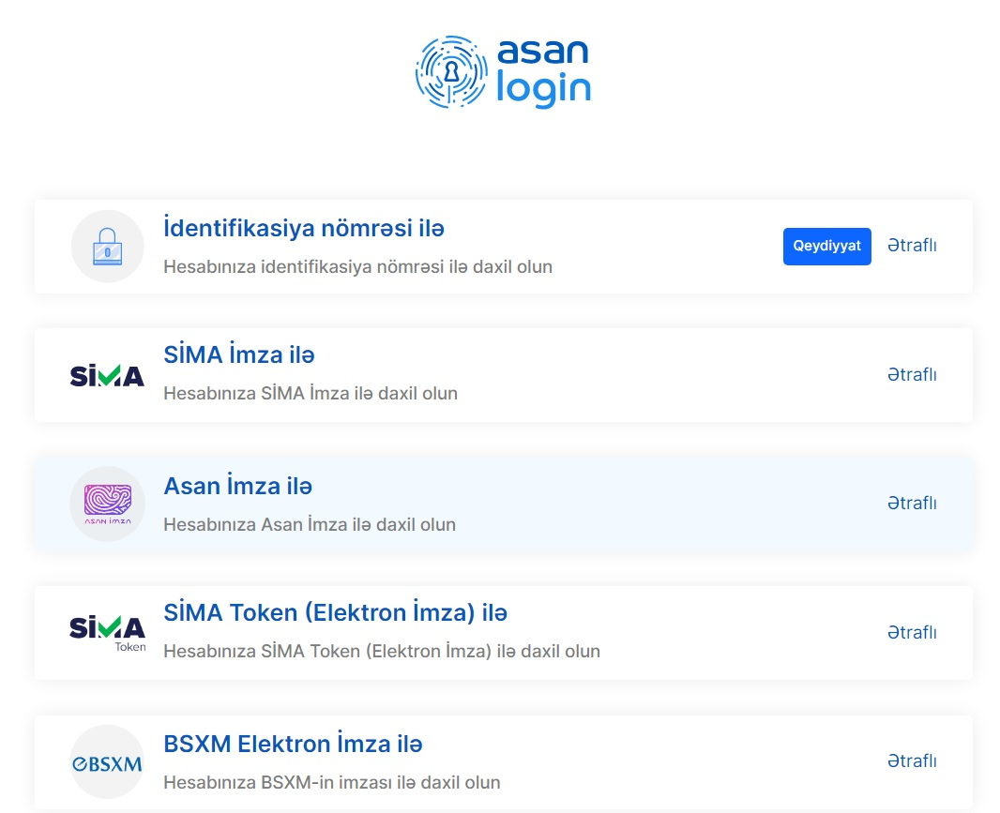 asan
login
İdentifikasiya nömrəsi ilə
Hesabınıza identifikasiya nömrəsi ilə daxil olun
Qeydiyyat
Ətraflı
SİMA
SİMA İmza ilə
Hesabınıza SİMA İmza ilə daxil olun
Ətraflı
ASAN İMZA
Asan İmza ilə
Hesabınıza Asan İmza ilə daxil olun
Ətraflı
SİMA
Token
SİMA Token (Elektron İmza) ilə
Hesabınıza SİMA Token (Elektron İmza) ilə daxil olun
Ətraflı
eBSXM
BSXM Elektron İmza ilə
Hesabınıza BSXM-in imzası ilə daxil olun
Ətraflı